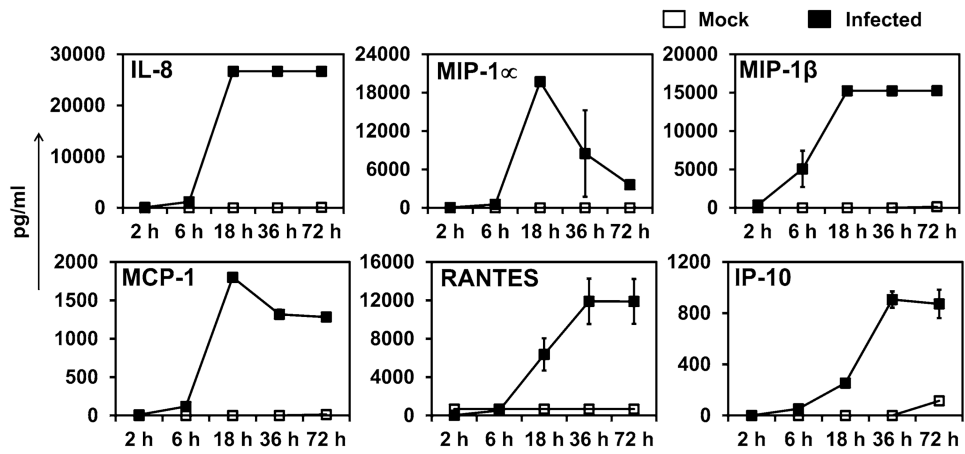 Mock Infected
pg/ml
IL-8
30000
20000
10000
0
2 h 6 h 18 h 36 h 72 h
MIP-1∝
24000
18000
12000
6000
0
2 h 6 h 18 h 36 h 72 h
MIP-1β
20000
15000
10000
5000
0
2 h 6 h 18 h 36 h 72 h
MCP-1
2000
1500
1000
500
0
2 h 6 h 18 h 36 h 72 h
RANTES
16000
12000
8000
4000
0
2 h 6 h 18 h 36 h 72 h
IP-10
1200
800
400
0
2 h 6 h 18 h 36 h 72 h